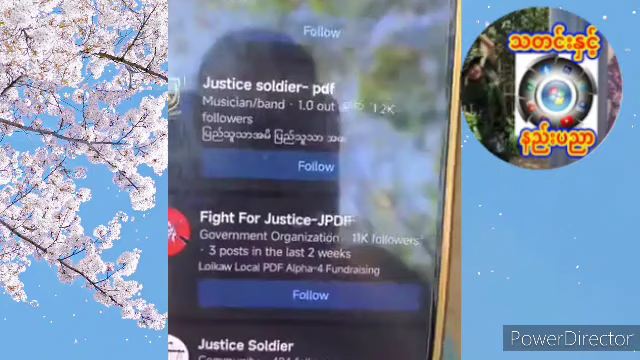 Follow
Justice soldier- pdf
Musician/band · 1.0 out
1.2K
followers
ပြည်သူသာအမိ ပြည်သူသာ
Follow
Fight For Justice-JPDF
Government Organization · 11K followers
· 3 posts in the last 2 weeks
Loikaw Local PDF Alpha-4 Fundraising
Follow
Justice Soldier
သတင်းနှင့်
နည်းပညာ
PowerDirector